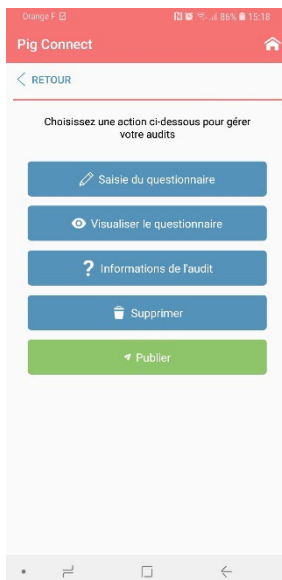 Orange F 86% 15:18
Pig Connect
RETOUR
Choisissez une action ci-dessous pour gérer
votre audits
Saisie du questionnaire
Visualiser le questionnaire
? Informations de l'audit
Supprimer
Publier